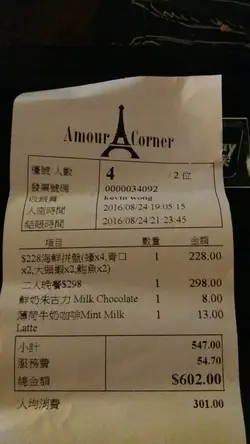 Amour Corner
檯號/人數 4 / 2 位
發票號碼 0000034092
收銀員 kevin wong
入座時間 2016/08/24 19:05:15
結賬時間 2016/08/24 21:23:45
項目 數量 金額
$228海鮮拼盤(蠔x4,青口 1 228.00
x2,大頭蝦x2,鮑魚x2)
二人晚餐$298 1 298.00
鮮奶朱古力 Milk Chocolate 1 8.00
薄荷牛奶咖啡Mint Milk 1 13.00
Latte
小計 547.00
服務費 54.70
總金額 $602.00
人均消費 301.00